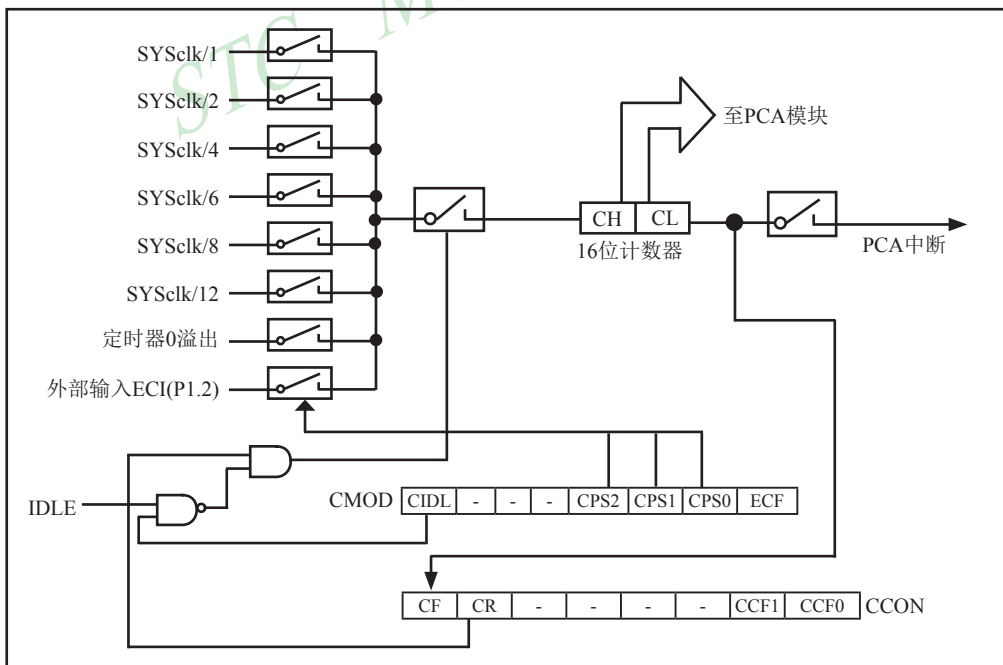 STC M
SYSclk/1
SYSclk/2
SYSclk/4
SYSclk/6
SYSclk/8
SYSclk/12
定时器0溢出
外部输入ECI(P1.2)
至PCA模块
CH CL
16位计数器
PCA中断
IDLE
CMOD CIDL - - - CPS2 CPS1 CPS0 ECF
CF CR - - - - CCF1 CCF0 CCON